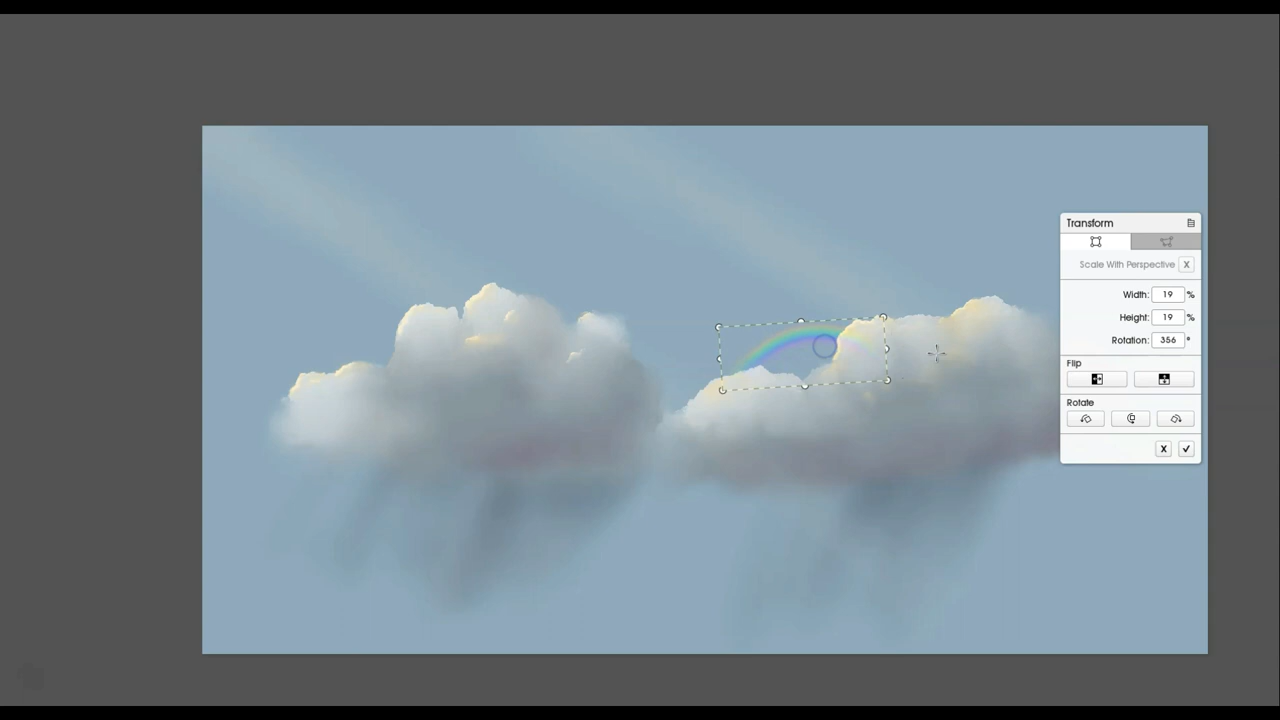 Transform
Scale With Perspective X
Width: 19 %
Height: 19 %
Rotation: 356 °
Flip
Rotate
X